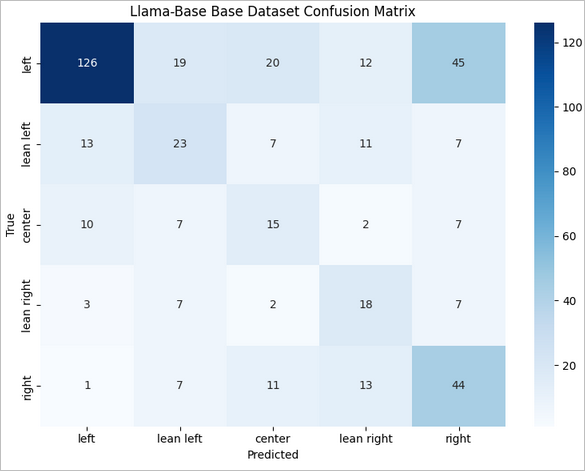 Llama-Base Base Dataset Confusion Matrix
left 126 19 20 12 45
lean left 13 23 7 11 7
center 10 7 15 2 7
lean right 3 7 2 18 7
right 1 7 11 13 44
left lean left center lean right right
Predicted
True
120
100
80
60
40
20